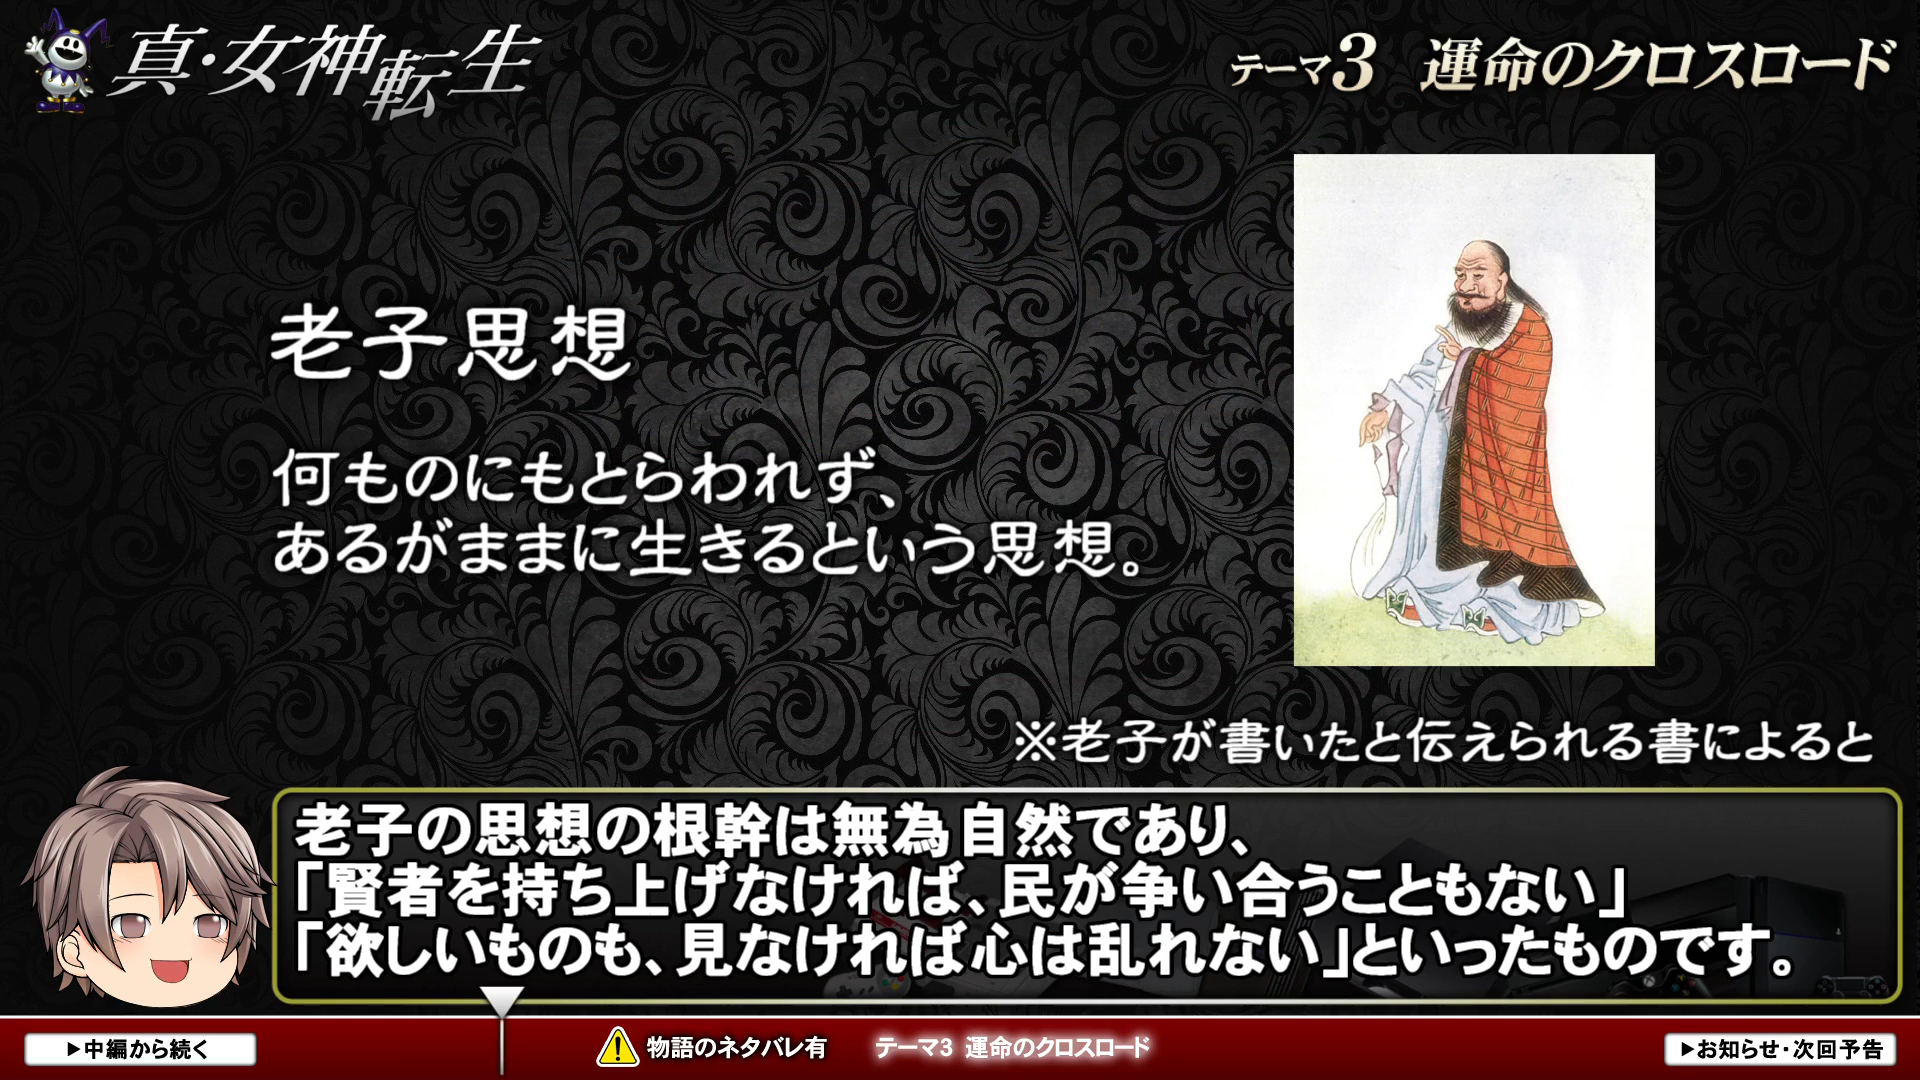 真・女神転生
テーマ3 運命のクロスロード
老子思想
何ものにもとらわれず、
あるがままに生きるという思想。
※老子が書いたと伝えられる書によると
老子の思想の根幹は無為自然であり、
「賢者を持ち上げなければ、民が争い合うこともない」
「欲しいものも、見なければ心は乱れない」といったものです。
▶中編から続く
物語のネタバレ有
テーマ3 運命のクロスロード
▶お知らせ・次回予告